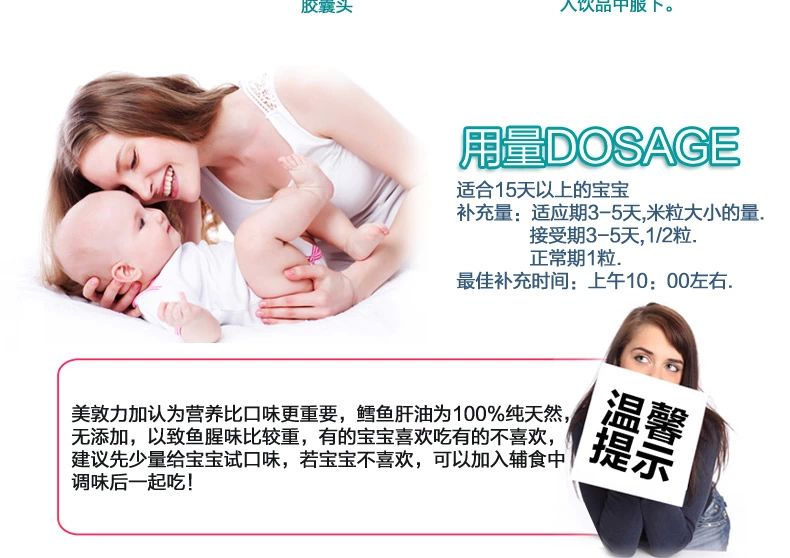 胶囊头
入饮品中服下。
用量DOSAGE
适合15天以上的宝宝
补充量：适应期3-5天,米粒大小的量.
接受期3-5天,1/2粒.
正常期1粒.
最佳补充时间：上午10：00左右.
温馨
提示
美敦力加认为营养比口味更重要，鳕鱼肝油为100%纯天然，
无添加，以致鱼腥味比较重，有的宝宝喜欢吃有的不喜欢，
建议先少量给宝宝试口味，若宝宝不喜欢，可以加入辅食中
调味后一起吃！